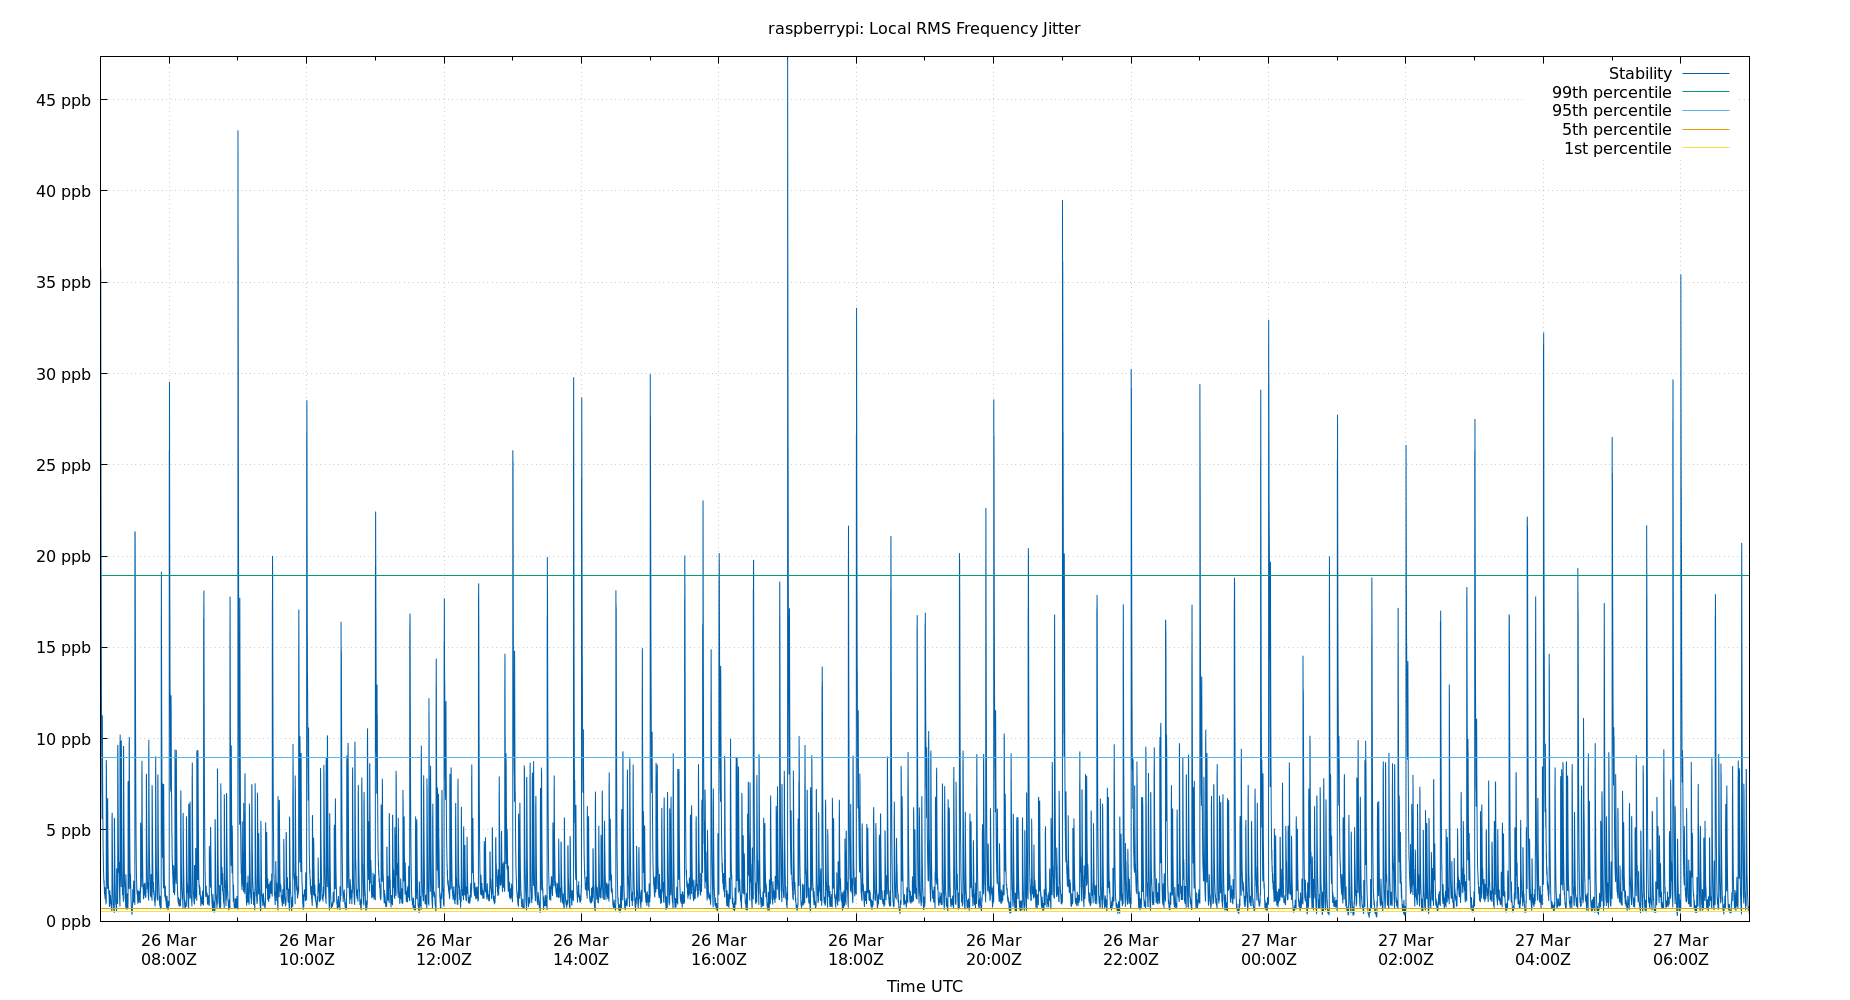 raspberrypi: Local RMS Frequency Jitter
Stability
99th percentile
95th percentile
5th percentile
1st percentile
45 ppb
40 ppb
35 ppb
30 ppb
25 ppb
20 ppb
15 ppb
10 ppb
5 ppb
0 ppb
26 Mar 26 Mar 26 Mar 26 Mar 26 Mar 26 Mar 26 Mar 26 Mar 27 Mar 27 Mar 27 Mar 27 Mar
08:00Z 10:00Z 12:00Z 14:00Z 16:00Z 18:00Z 20:00Z 22:00Z 00:00Z 02:00Z 04:00Z 06:00Z
Time UTC